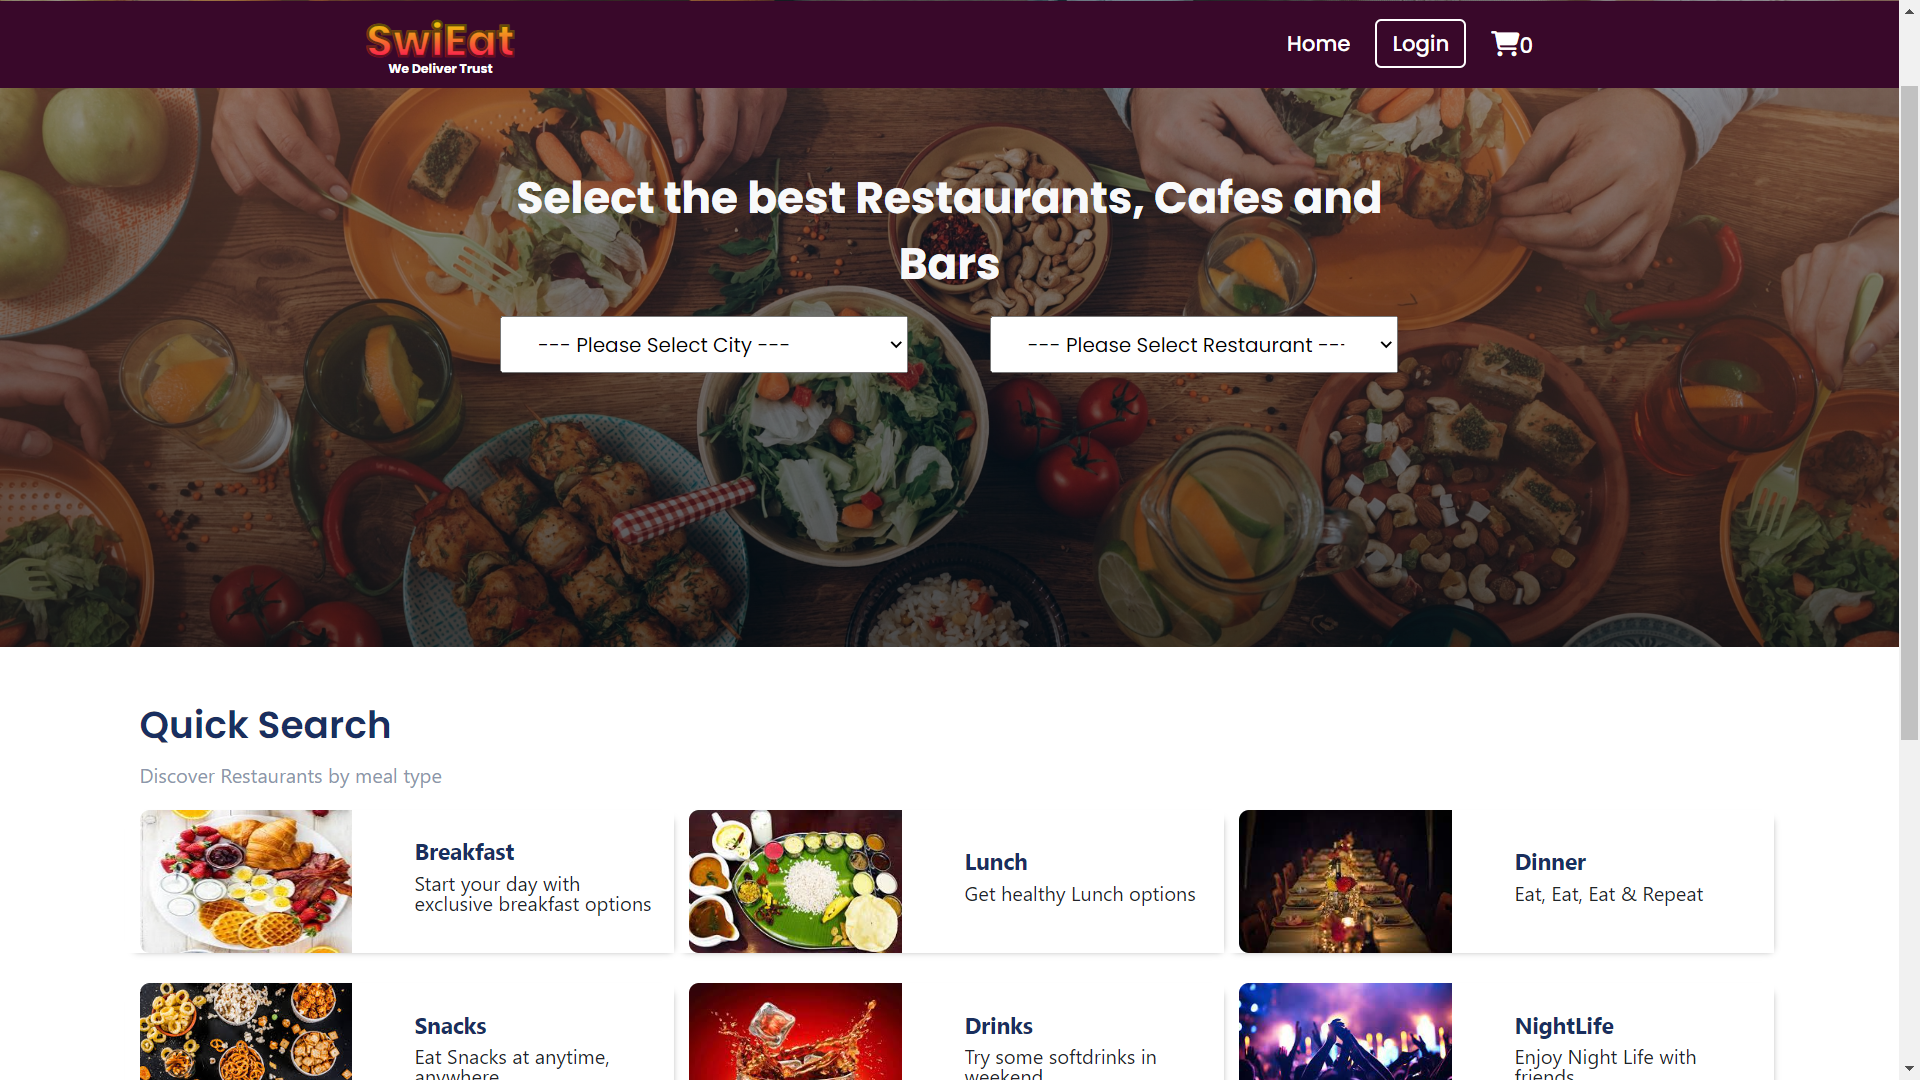 SwiEat
We Deliver Trust
Home
Login
0
Select the best Restaurants, Cafes and
Bars
--- Please Select City ---
--- Please Select Restaurant ---
Quick Search
Discover Restaurants by meal type
Breakfast
Start your day with
exclusive breakfast options
Lunch
Get healthy Lunch options
Dinner
Eat, Eat, Eat & Repeat
Snacks
Eat Snacks at anytime,
anywhere
Drinks
Try some softdrinks in
weekend
NightLife
Enjoy Night Life with
friends